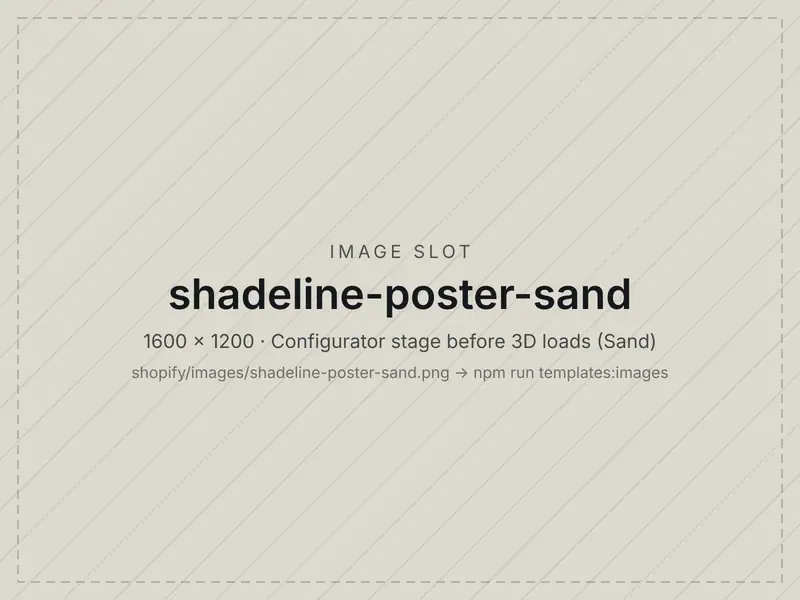 IMAGE SLOT
shadeline-poster-sand
1600 × 1200 · Configurator stage before 3D loads (Sand)
shopify/images/shadeline-poster-sand.png → npm run templates:images